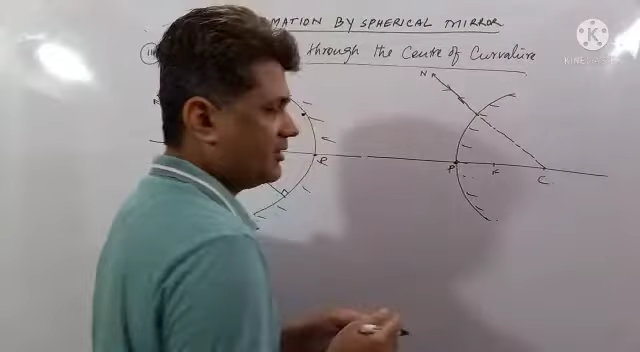 MATION BY SPHERICAL MIRROR
through the Centre of Curvature
N
P
P
F
C
KINEMASTER